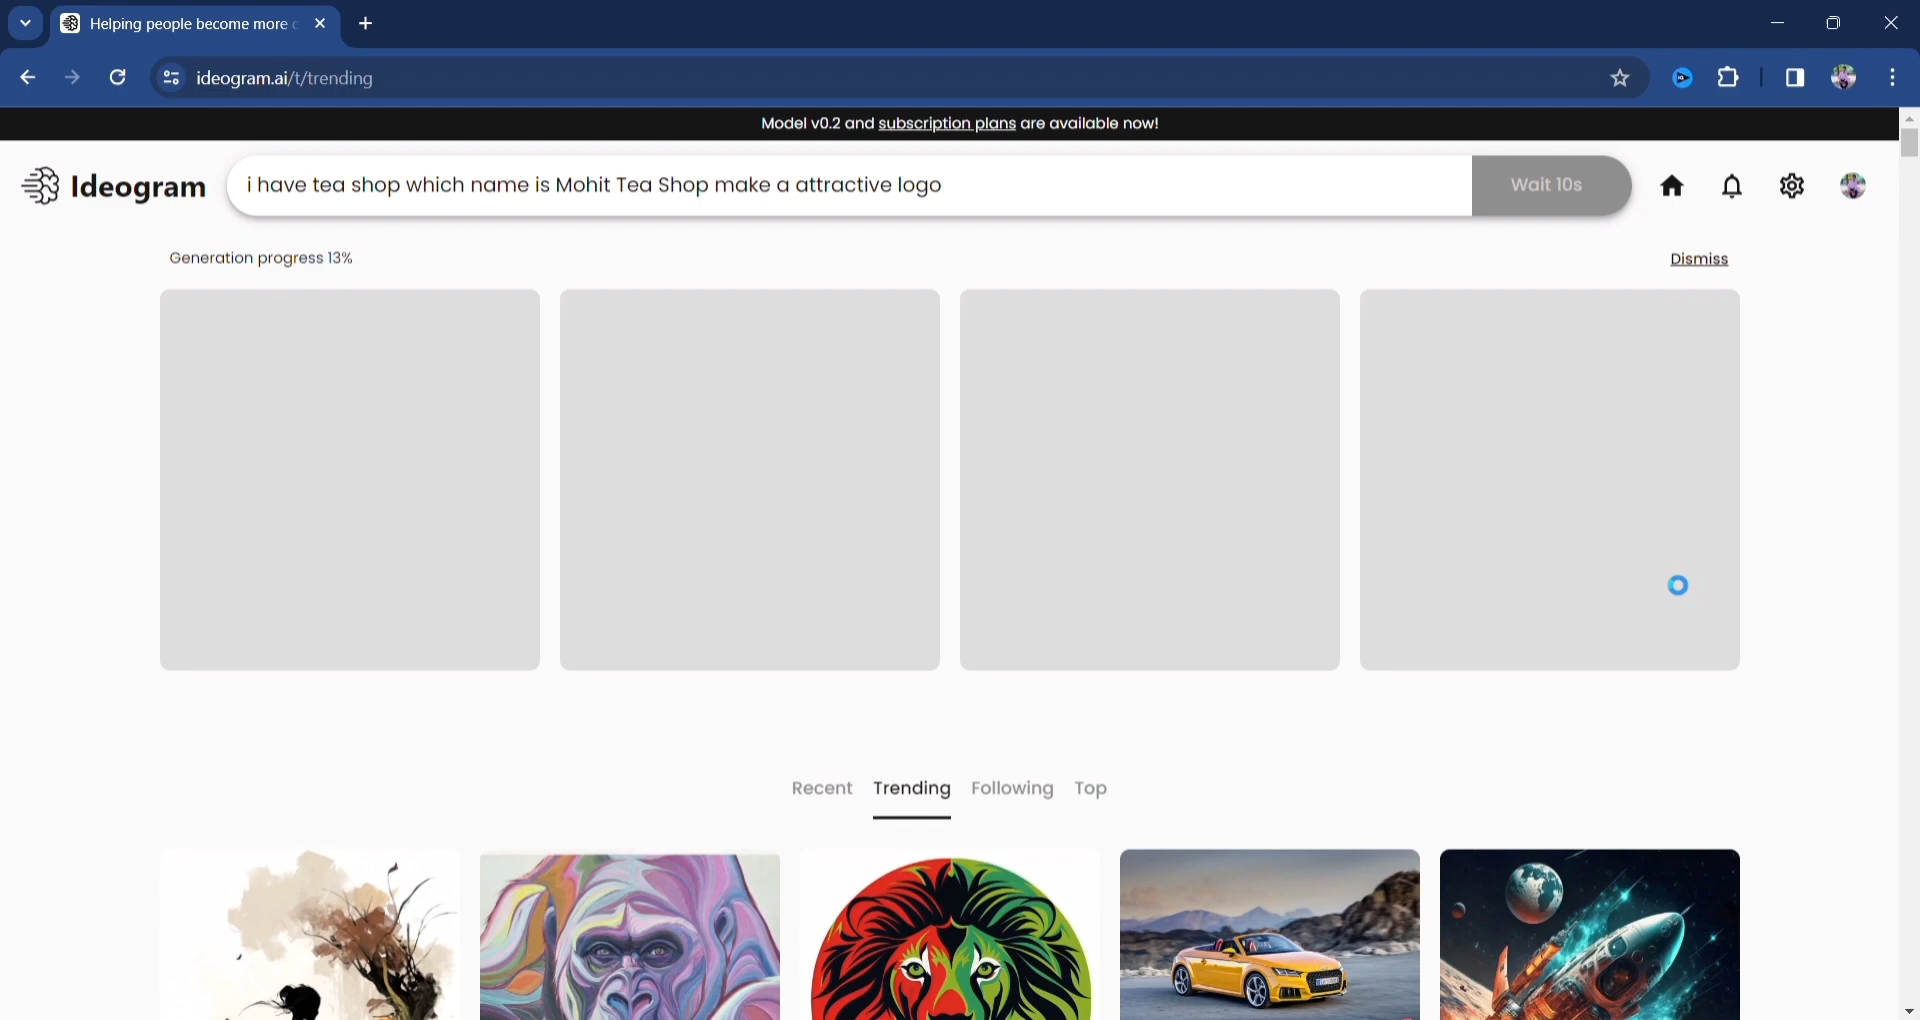 Helping people become more c
ideogram.ai/t/trending
Model v0.2 and subscription plans are available now!
Ideogram
i have tea shop which name is Mohit Tea Shop make a attractive logo
Wait 10s
Generation progress 13%
Dismiss
Recent Trending Following Top